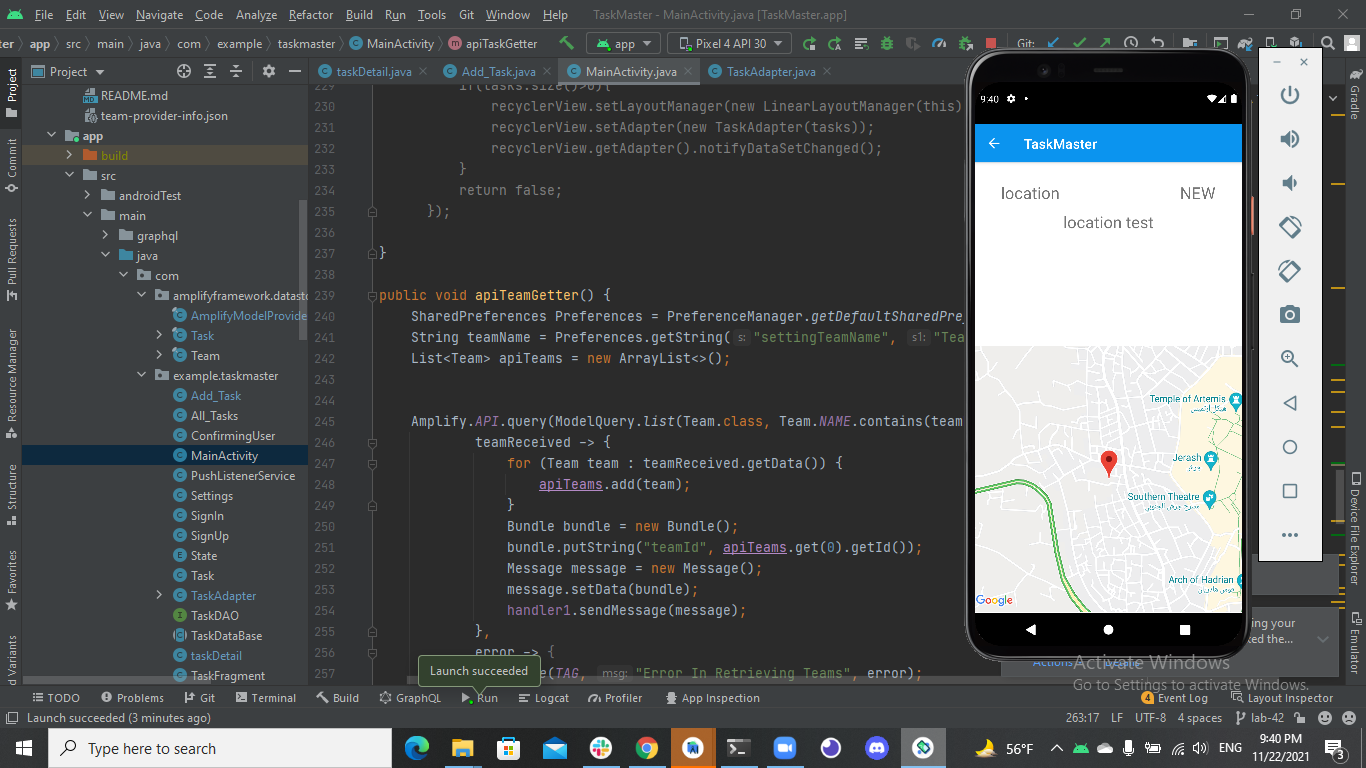 File Edit View Navigate Code Analyze Refactor Build Run Tools Git Window Help TaskMaster - MainActivity.java [TaskMaster.app]
ter app src main java com example taskmaster MainActivity apiTaskGetter app Pixel 4 API 30 Git:
Project taskDetail.java Add_Task.java MainActivity.java TaskAdapter.java
README.md
team-provider-info.json
app
build
src
androidTest
main
graphql
java
com
amplifyframework.datasto
AmplifyModelProvide
Task
Team
example.taskmaster
Add_Task
All_Tasks
ConfirmingUser
MainActivity
PushListenerService
Settings
SignIn
SignUp
State
Task
TaskAdapter
TaskDAO
TaskDataBase
taskDetail
TaskFragment
Project
Commit
Pull Requests
Resource Manager
Structure
Favorites
d Variants
229 if(tasks.size()>0){
230 recyclerView.setLayoutManager(new LinearLayoutManager(this)
231 recyclerView.setAdapter(new TaskAdapter(tasks));
232 recyclerView.getAdapter().notifyDataSetChanged();
233 }
234 return false;
235 });
236
237 }
238
239 public void apiTeamGetter() {
240 SharedPreferences Preferences = PreferenceManager.getDefaultSharedPre
241 String teamName = Preferences.getString( s: "settingTeamName", s1: "Tea
242 List<Team> apiTeams = new ArrayList<>();
243
244
245 Amplify.API.query(ModelQuery.list(Team.class, Team.NAME.contains(team
246 teamReceived -> {
247 for (Team team : teamReceived.getData()) {
248 apiTeams.add(team);
249 }
250 Bundle bundle = new Bundle();
251 bundle.putString("teamId", apiTeams.get(0).getId());
252 Message message = new Message();
253 message.setData(bundle);
254 handler1.sendMessage(message);
255 },
256 error -> {
257 (TAG, msg: "Error In Retrieving Teams", error);
Launch succeeded
9:40
TaskMaster
location NEW
location test
Temple of Artemis
Jerash
جرش
Southern Theatre
Arch of Hadrian
Google
Gradle
Device File Explorer
Emulator
ing your
ted the...
Actions
Activate Windows
Go to Settings to activate Windows.
TODO Problems Git Terminal Build GraphQL Run Logcat Profiler App Inspection 4 Event Log Layout Inspector
Launch succeeded (3 minutes ago) 263:17 LF UTF-8 4 spaces lab-42
Type here to search 56°F ENG 9:40 PM
11/22/2021
3